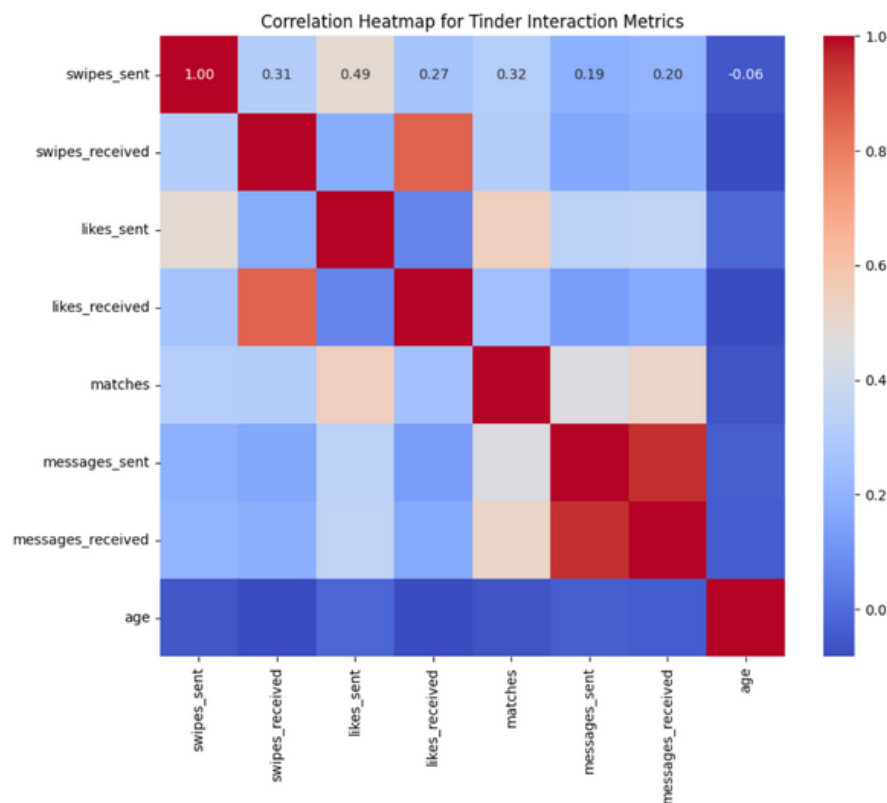 Correlation Heatmap for Tinder Interaction Metrics
swipes_sent
1.00 0.31 0.49 0.27 0.32 0.19 0.20 -0.06
swipes_received
likes_sent
likes_received
matches
messages_sent
messages_received
age
swipes_sent
swipes_received
likes_sent
likes_received
matches
messages_sent
messages_received
age
1.0
0.8
0.6
0.4
0.2
0.0